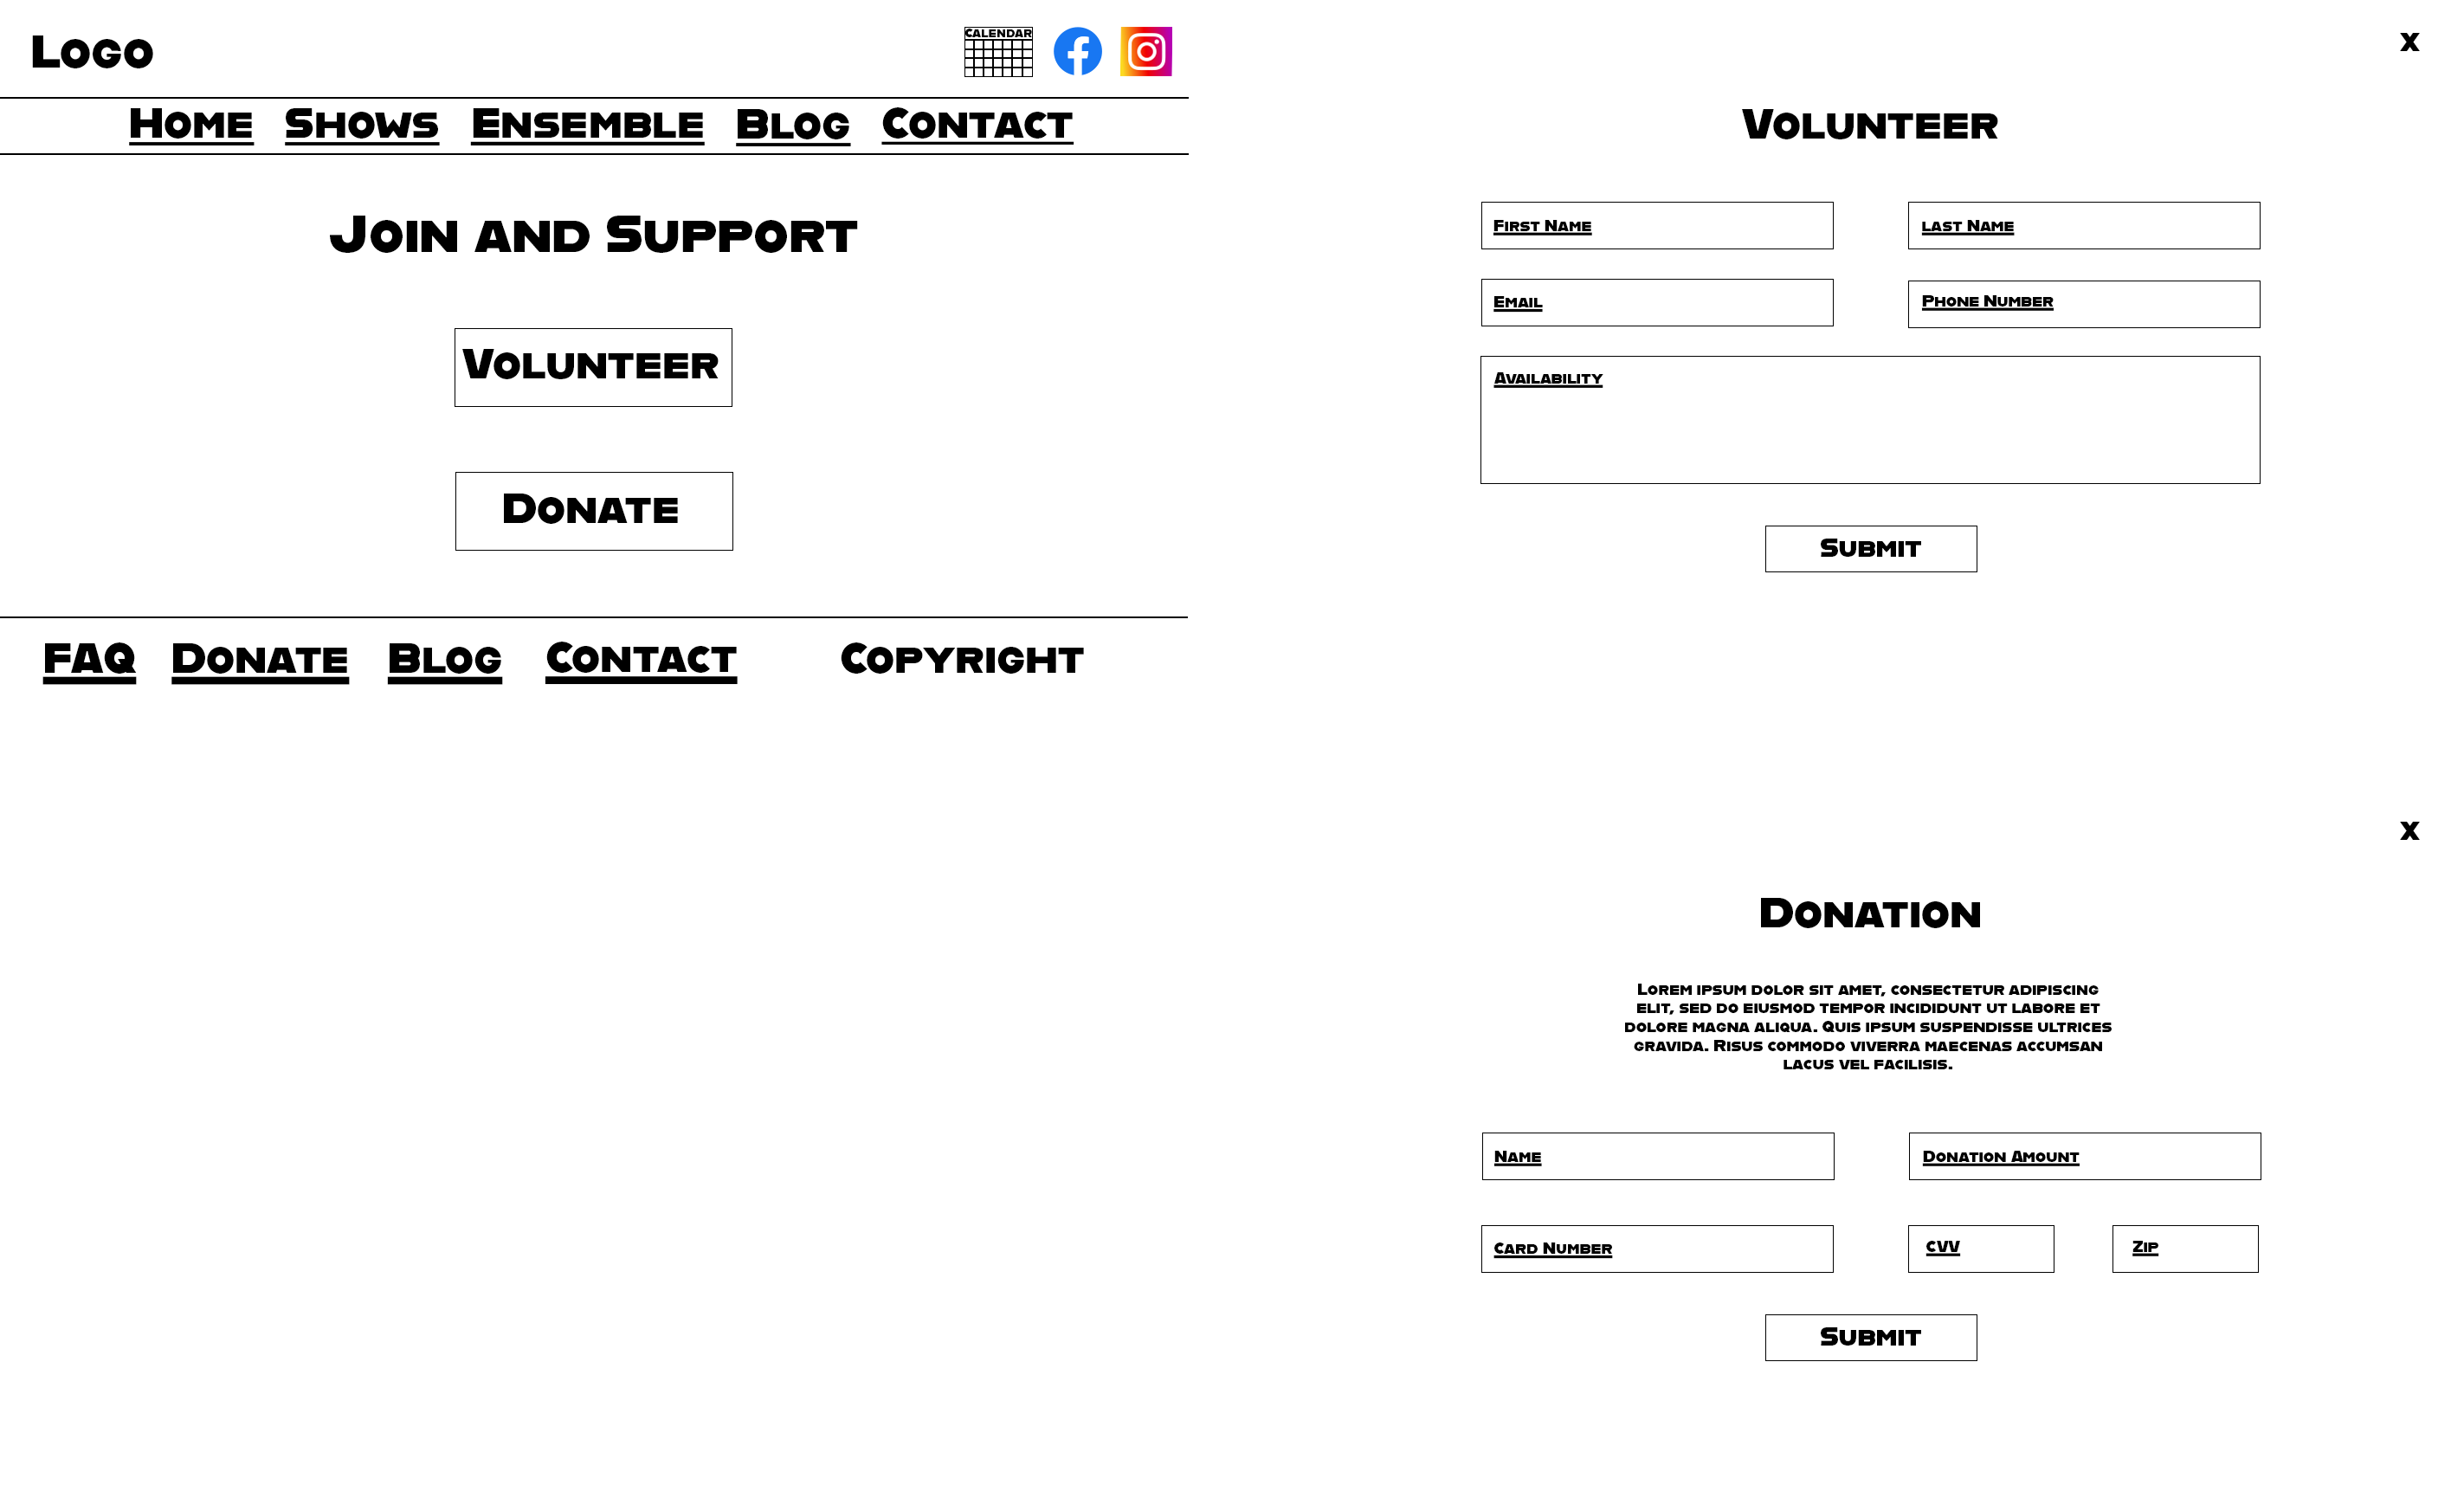 Logo
CALENDAR
Home Shows Ensemble Blog Contact
Join and Support
Volunteer
Donate
FAQ Donate Blog Contact Copyright
x
Volunteer
First Name last Name
Email Phone Number
Availability
Submit
x
Donation
Lorem ipsum dolor sit amet, consectetur adipiscing
elit, sed do eiusmod tempor incididunt ut labore et
dolore magna aliqua. Quis ipsum suspendisse ultrices
gravida. Risus commodo viverra maecenas accumsan
lacus vel facilisis.
Name Donation Amount
Card Number CVV Zip
Submit